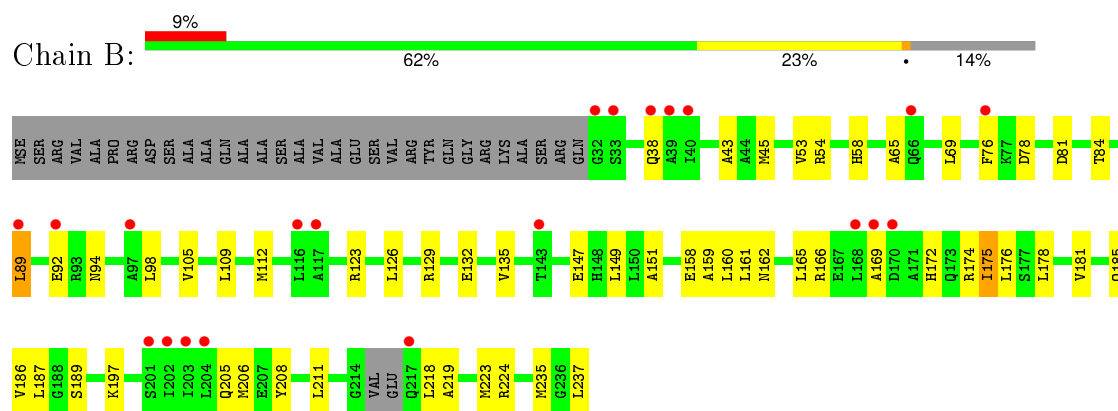 9%
Chain B:
62% 23% • 14%
MSE SER ARG VAL ALA PRO ARG ASP SER ALA ALA GLN ALA ALA SER ALA VAL ALA GLU SER VAL ARG TYR GLN GLY ARG LYS ALA SER ARG GLN G32 S33 Q38 A39 I40 A43 A44 M45 V53 R54 H58 A65 Q66 L69 F76 K77 D78 D81 T84
L89 E92 R93 N94 A97 L98 V105 L109 M112 L116 A117 R123 L126 R129 E132 V135 T143 E147 H148 L149 L150 A151 E158 A159 L160 L161 N162 L165 R166 E167 L168 A169 D170 A171 H172 Q173 R174 I175 L176 S177 L178 V181 Q185
V186 L187 G188 S189 K197 S201 I202 I203 L204 Q205 M206 E207 Y208 L211 G214 VAL GLU Q217 L218 A219 M223 R224 M235 G236 L237